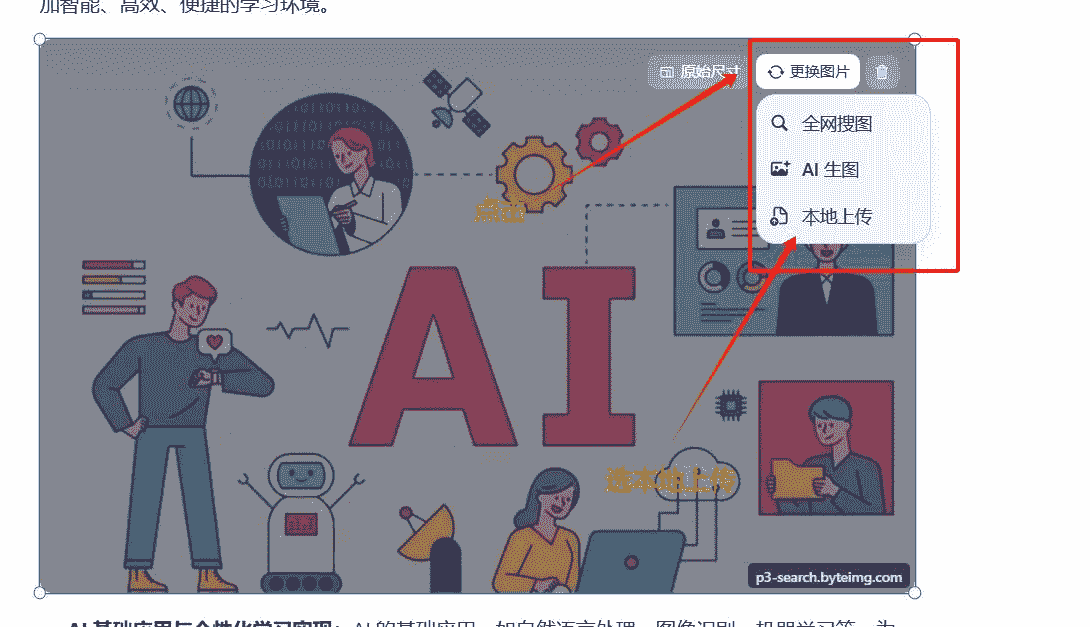 加智能、高效、便捷的学习环境。
原始尺寸
更换图片
全网搜图
AI 生图
本地上传
点击
AI
选本地上传
p3-search.byteimg.com
AI 基础应用与个性化学习实现：AI 的基础应用，如自然语言处理、图像识别、机器学习等，为